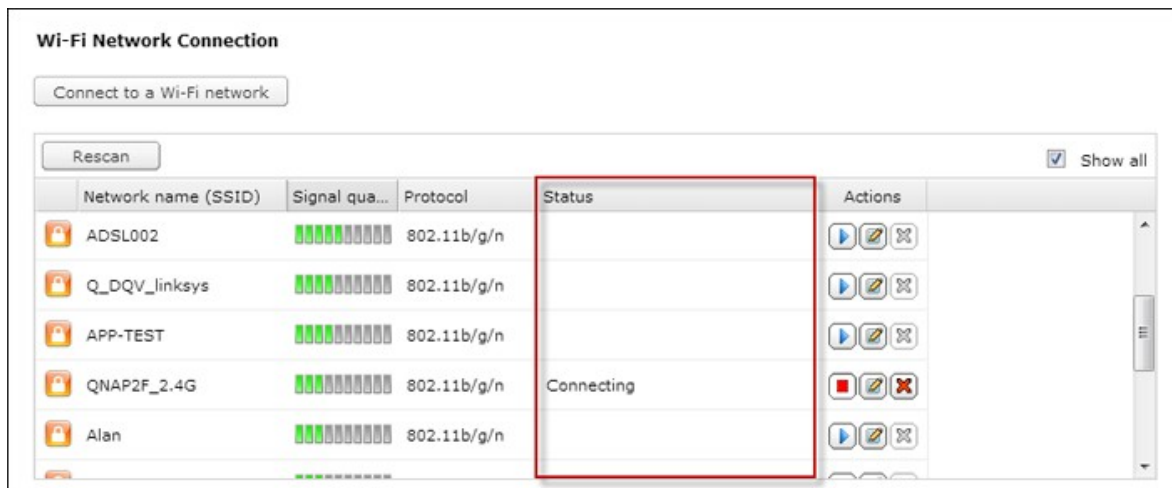 Wi-Fi Network Connection
Connect to a Wi-Fi network
Rescan
Show all
Network name (SSID) Signal qua... Protocol Status Actions
ADSL002 802.11b/g/n
Q_DQV_linksys 802.11b/g/n
APP-TEST 802.11b/g/n
QNAP2F_2.4G 802.11b/g/n Connecting
Alan 802.11b/g/n